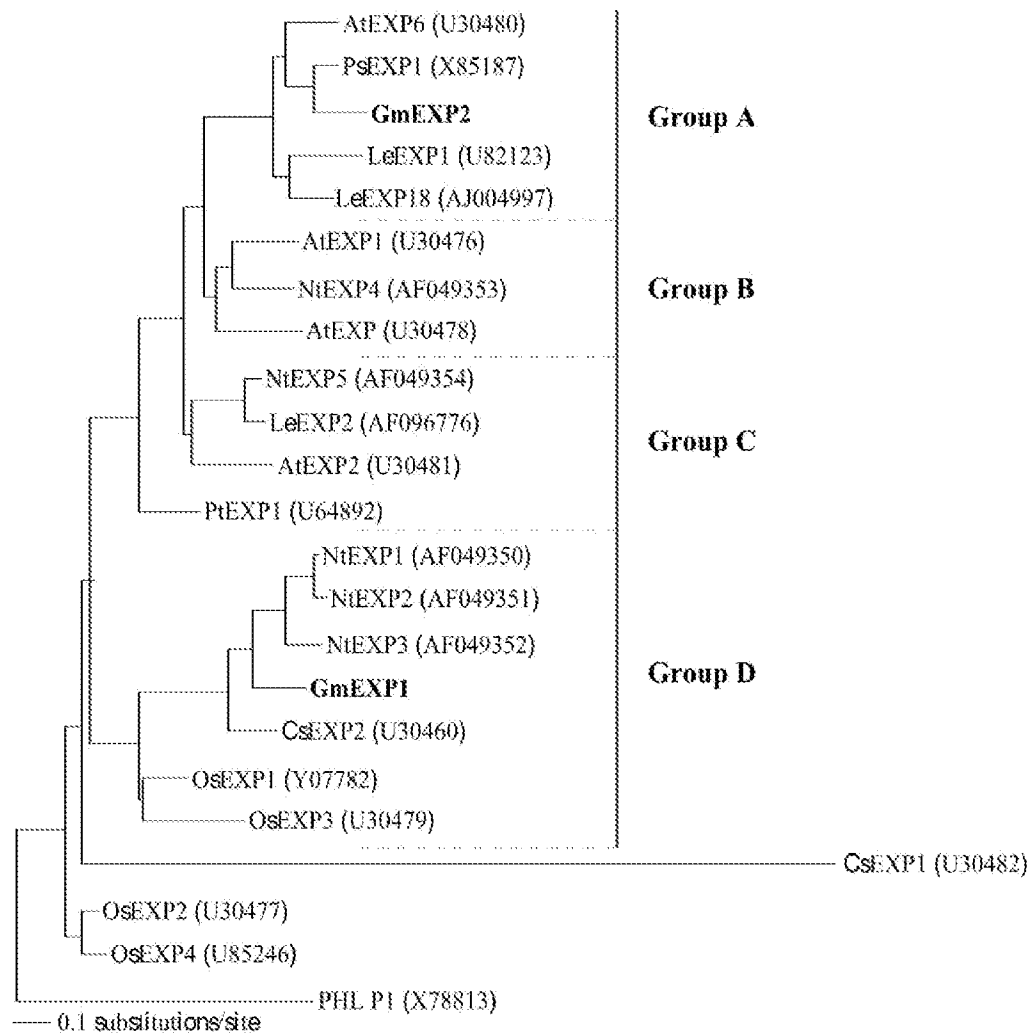 AtEXP6 (U30480)
PsEXP1 (X85187)
GmEXP2
Group A
LeEXP1 (U82123)
LeEXP18 (AJ004997)
AtEXP1 (U30476)
NtEXP4 (AF049353)
Group B
AtEXP (U30478)
NtEXP5 (AF049354)
LeEXP2 (AF096776)
Group C
AtEXP2 (U30481)
PtEXP1 (U64892)
NtEXP1 (AF049350)
NtEXP2 (AF049351)
NtEXP3 (AF049352)
Group D
GmEXP1
CsEXP2 (U30460)
OsEXP1 (Y07782)
OsEXP3 (U30479)
CsEXP1 (U30482)
OsEXP2 (U30477)
OsEXP4 (U85246)
PHL P1 (X78813)
0.1 substitutions/site